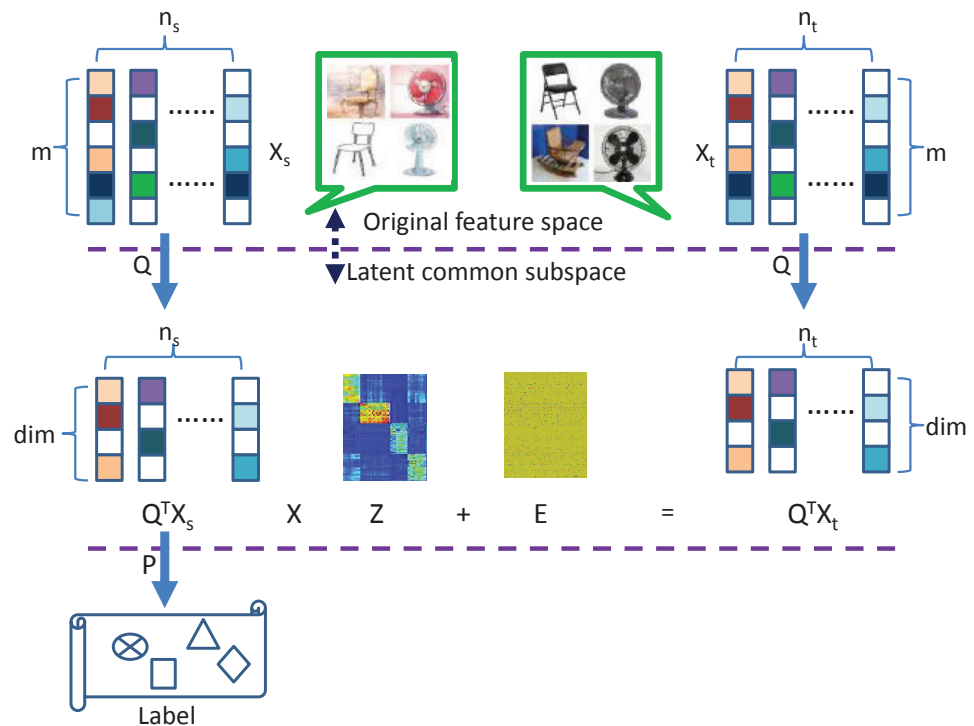 n_s
n_t
m
......
X_s
X_t
......
m
......
......
Original feature space
Q
Latent common subspace
Q
n_s
n_t
dim
......
......
dim
Q^T X_s X Z + E = Q^T X_t
P
Label